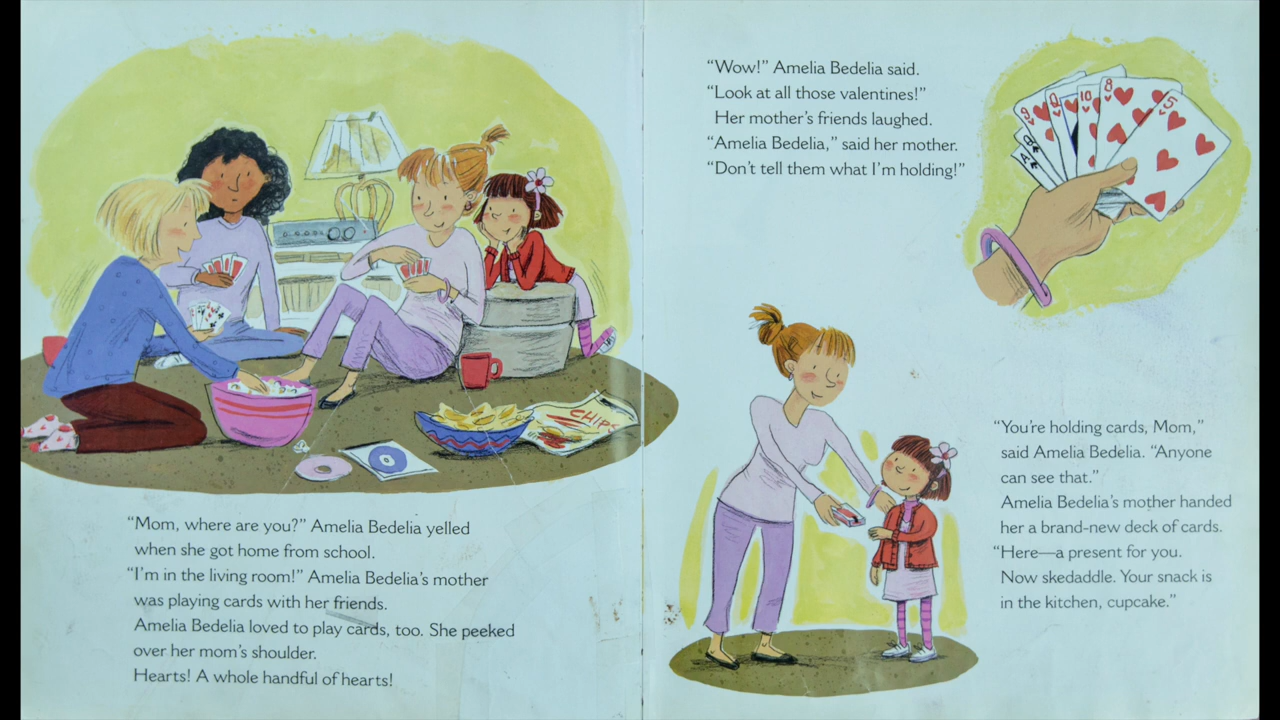 “Mom, where are you?” Amelia Bedelia yelled
when she got home from school.
“I’m in the living room!” Amelia Bedelia’s mother
was playing cards with her friends.
Amelia Bedelia loved to play cards, too. She peeked
over her mom’s shoulder.
Hearts! A whole handful of hearts!
CHIPS
“Wow!” Amelia Bedelia said.
“Look at all those valentines!”
Her mother’s friends laughed.
“Amelia Bedelia,” said her mother.
“Don’t tell them what I’m holding!”
A 8 9 Q 10 8 5
“You’re holding cards, Mom,”
said Amelia Bedelia. “Anyone
can see that.”
Amelia Bedelia’s mother handed
her a brand-new deck of cards.
“Here—a present for you.
Now skedaddle. Your snack is
in the kitchen, cupcake.”